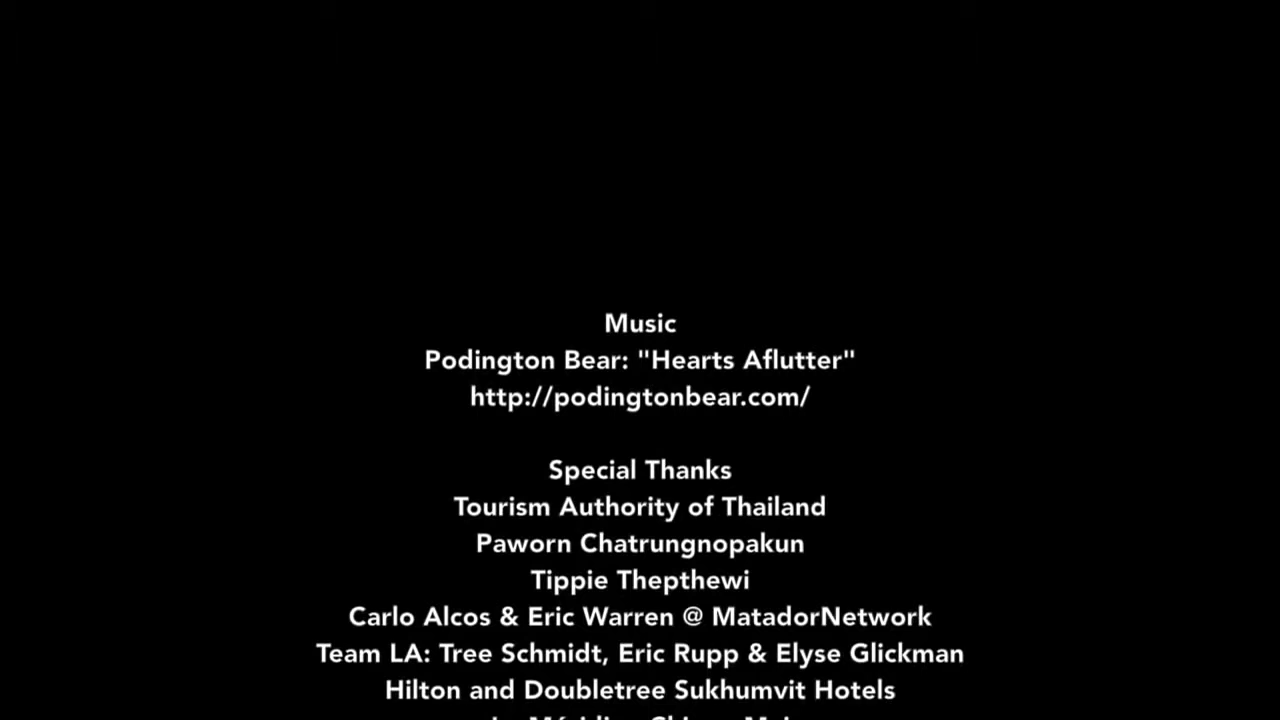 Music
Podington Bear: "Hearts Aflutter"
http://podingtonbear.com/
Special Thanks
Tourism Authority of Thailand
Paworn Chatrungnopakun
Tippie Thepthewi
Carlo Alcos & Eric Warren @ MatadorNetwork
Team LA: Tree Schmidt, Eric Rupp & Elyse Glickman
Hilton and Doubletree Sukhumvit Hotels